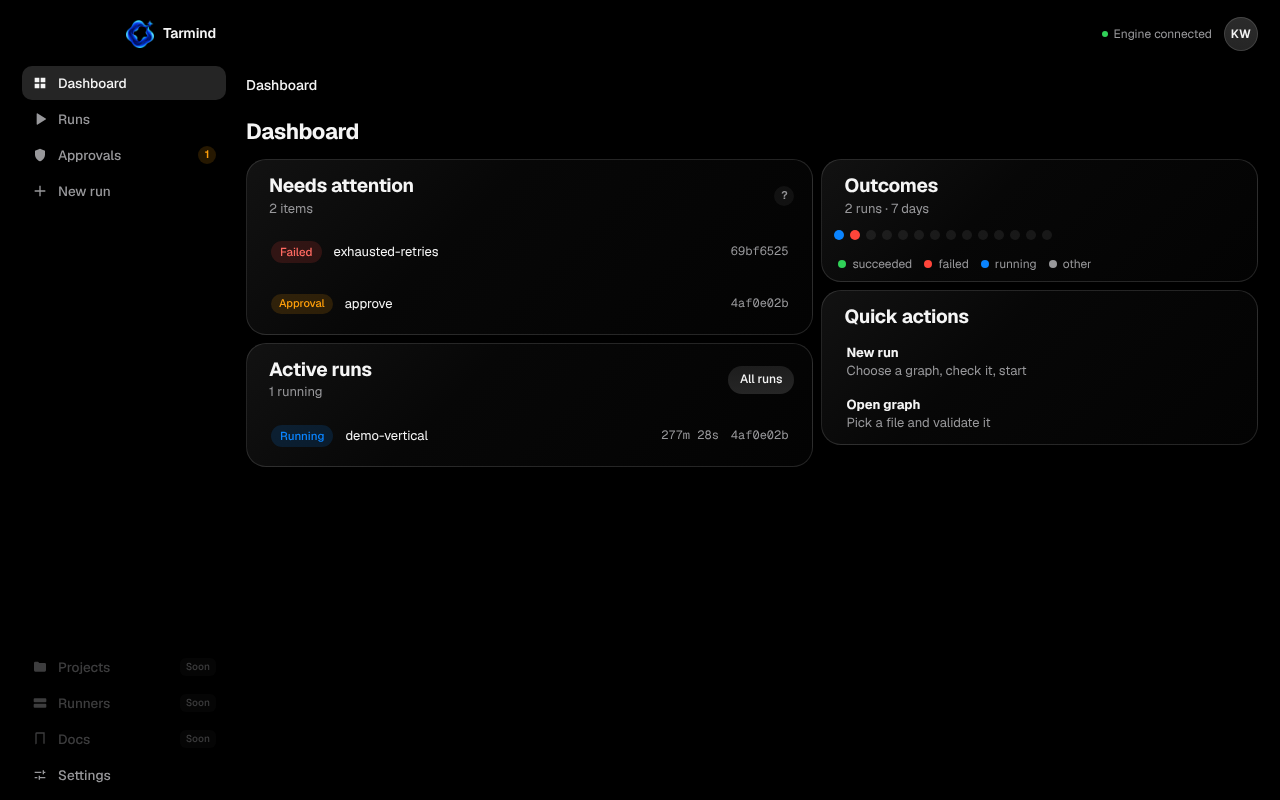 Tarmind
Engine connected
KW
Dashboard
Runs
Approvals 1
New run
Projects Soon
Runners Soon
Docs Soon
Settings
Dashboard
Dashboard
Needs attention
2 items
?
Failed exhausted-retries 69bf6525
Approval approve 4af0e02b
Active runs
1 running
All runs
Running demo-vertical 277m 28s 4af0e02b
Outcomes
2 runs · 7 days
succeeded failed running other
Quick actions
New run
Choose a graph, check it, start
Open graph
Pick a file and validate it